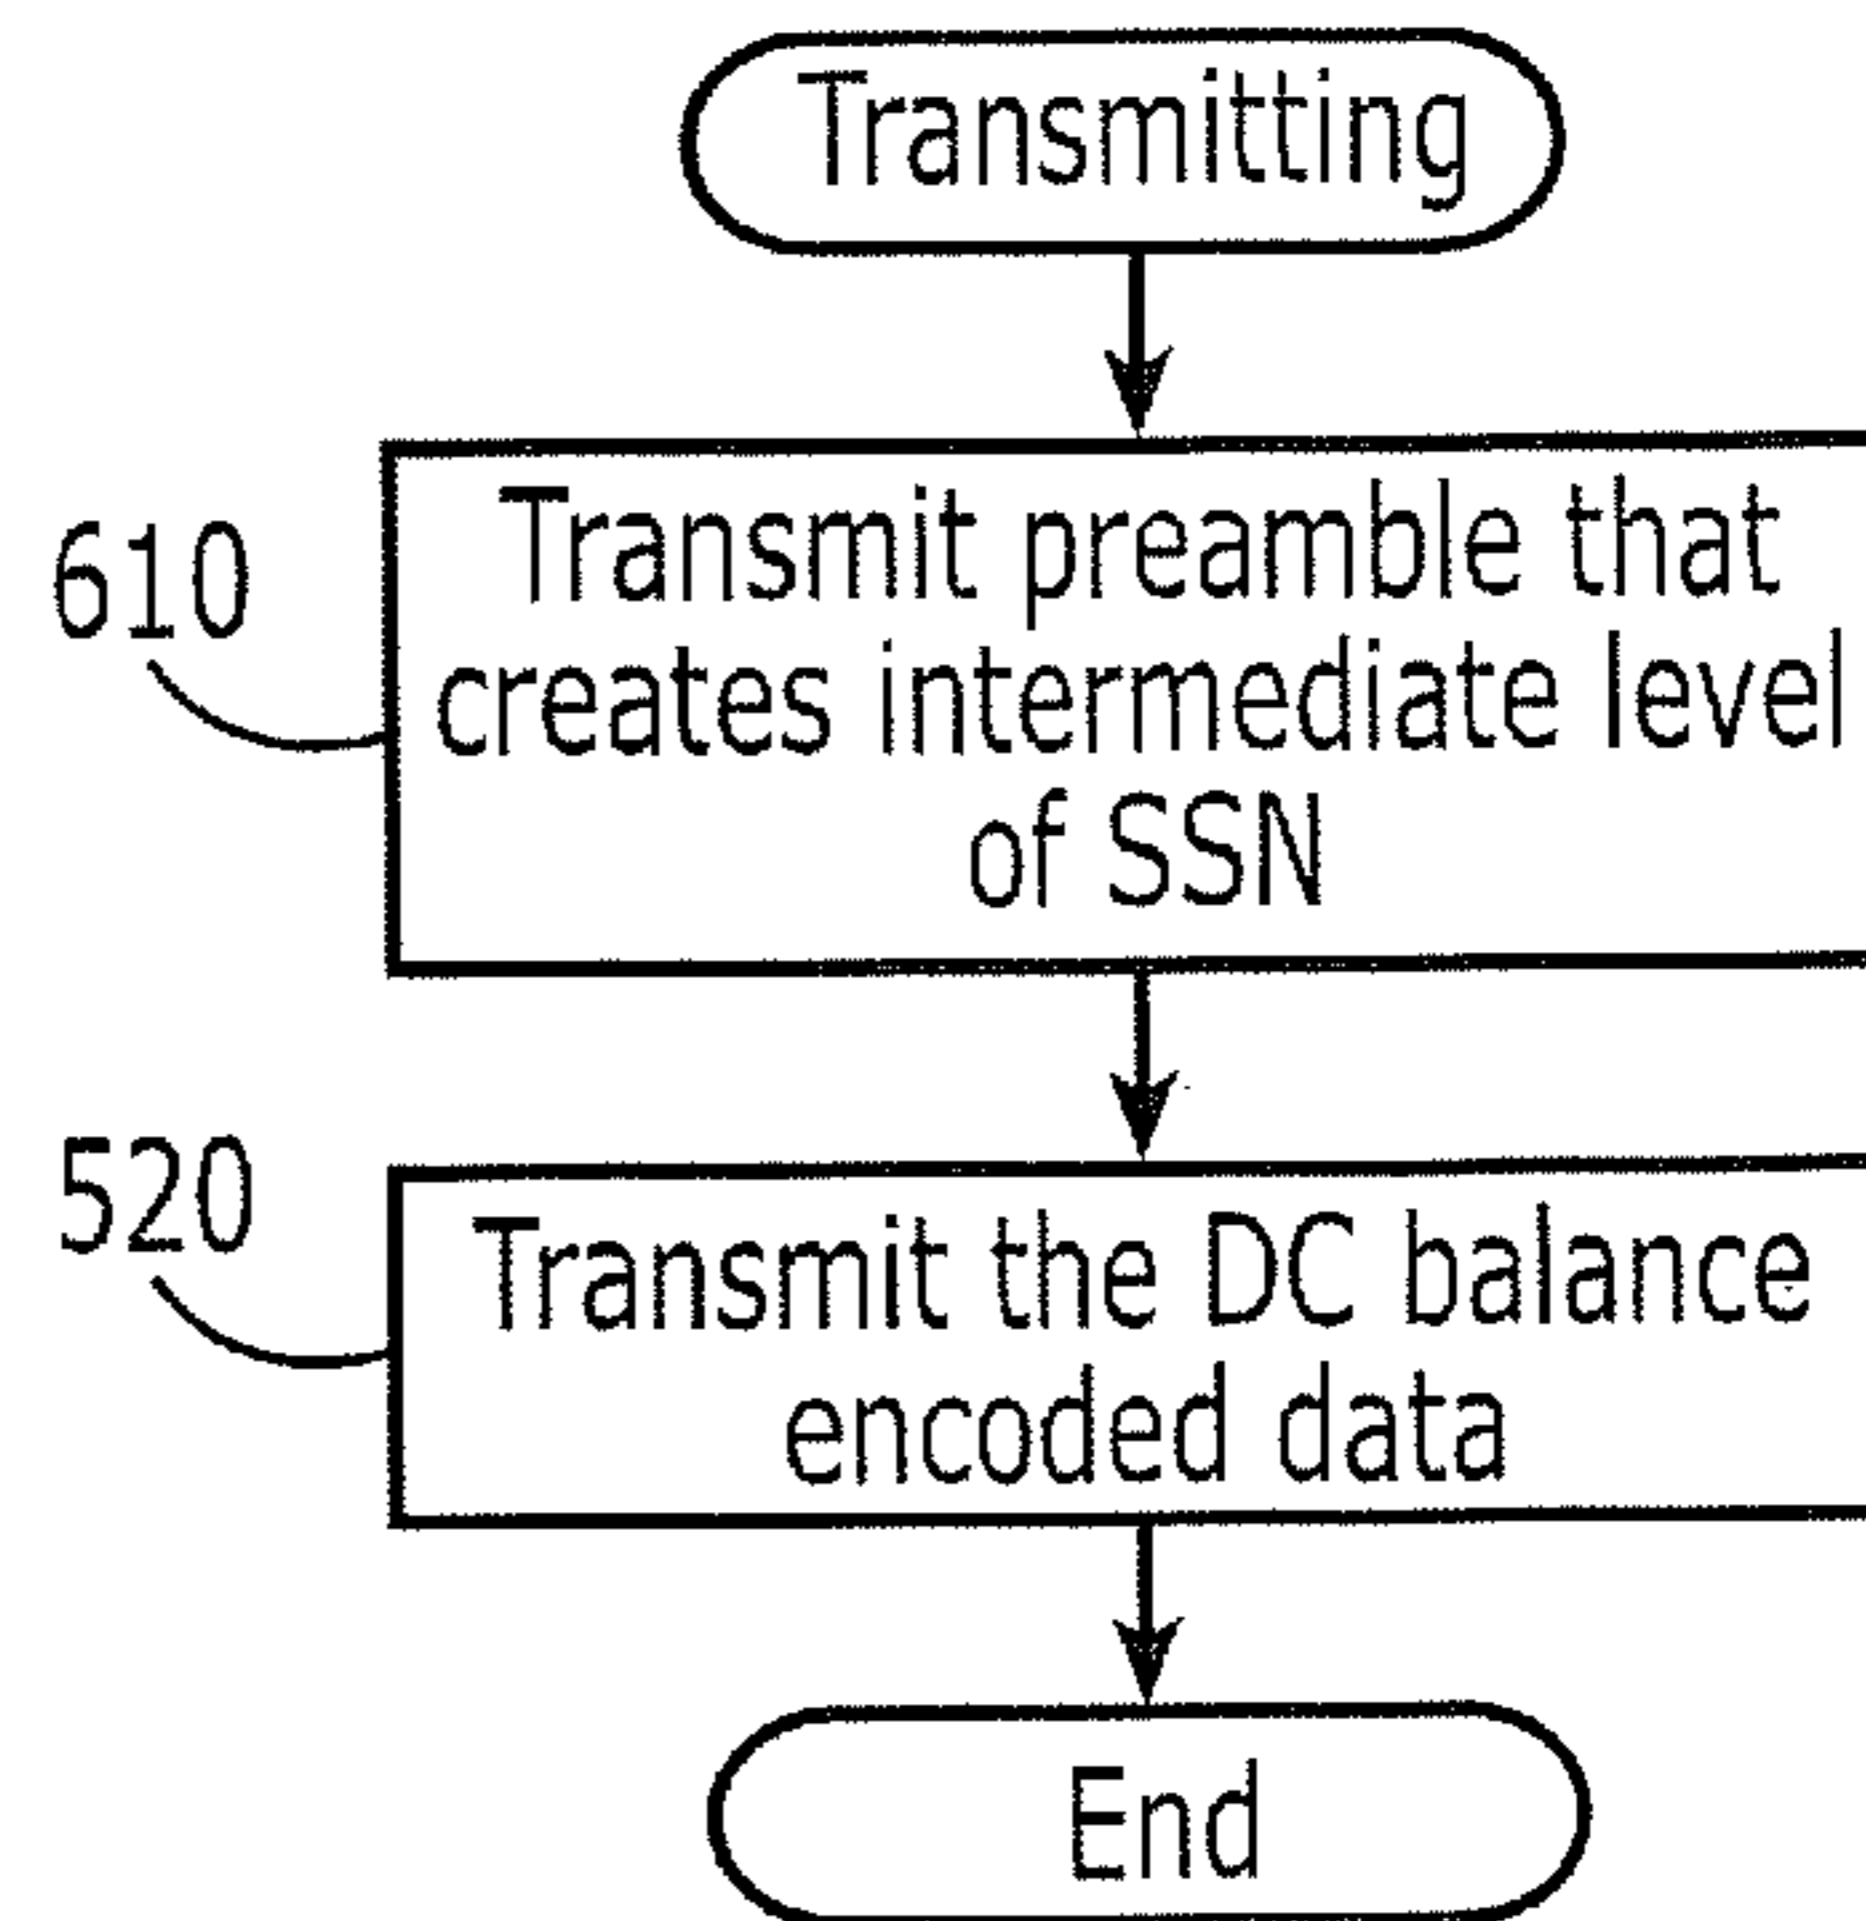 Transmitting
610
Transmit preamble that
creates intermediate level
of SSN
520
Transmit the DC balance
encoded data
End